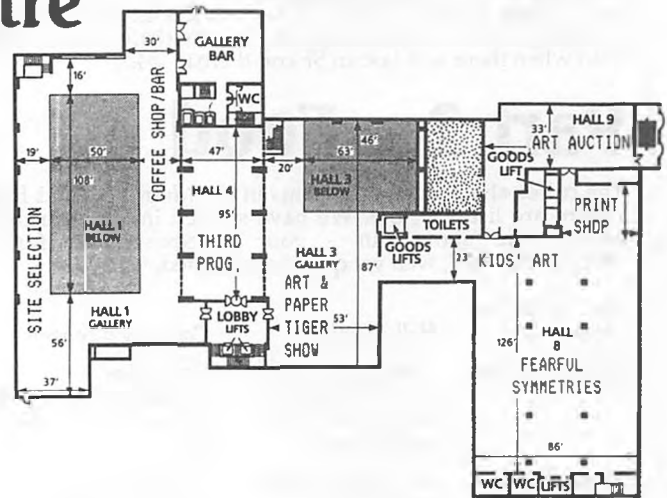 tre
30'
GALLERY
BAR
16'
WC
COFFEE SHOP/BAR
33'
HALL 9
ART AUCTION
GOODS
LIFT
19'
50'
108'
47'
20'
46'
63'
HALL 3
BELOW
HALL 4
95'
HALL 1
BELOW
SITE SELECTION
THIRD
PROG.
TOILETS
GOODS
LIFTS
HALL 3
GALLERY
87'
23'
PRINT
SHOP
KIDS' ART
ART &
PAPER
TIGER
SHOW
HALL 1
GALLERY
LOBBY
LIFTS
53'
56'
126'
HALL
8
FEARFUL
SYMMETRIES
37'
86'
WC
WC
LIFTS